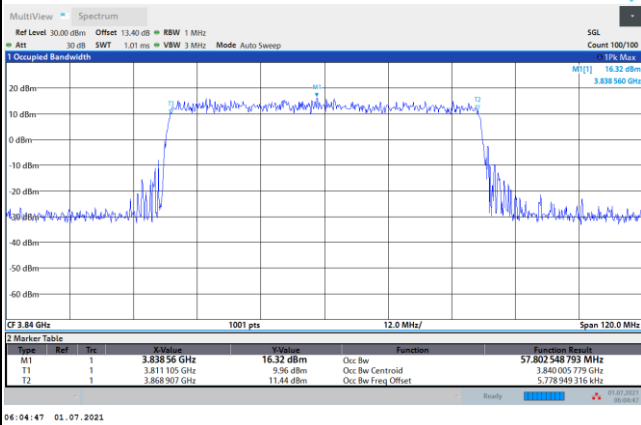 MultiView Spectrum
Ref Level 30.00 dBm Offset 13.40 dB RBW 1 MHz SGL
Att 30 dB SWT 1.01 ms VBW 3 MHz Mode Auto Sweep Count 100/100
1 Occupied Bandwidth 1Pk Max
M1[1] 16.32 dBm
3.838 560 GHz
20 dBm
M1
T1
T2
10 dBm
0 dBm
-10 dBm
-20 dBm
-30 dBm
-40 dBm
-50 dBm
-60 dBm
CF 3.84 GHz 1001 pts 12.0 MHz/ Span 120.0 MHz
2 Marker Table
Type Ref Trc X-Value Y-Value Function Function Result
M1 1 3.838 56 GHz 16.32 dBm Occ Bw 57.802 548 793 MHz
T1 1 3.811 105 GHz 9.96 dBm Occ Bw Centroid 3.840 005 779 GHz
T2 1 3.868 907 GHz 11.44 dBm Occ Bw Freq Offset 5.778 949 316 kHz
Ready 01.07.2021
06:04:47
06:04:47 01.07.2021